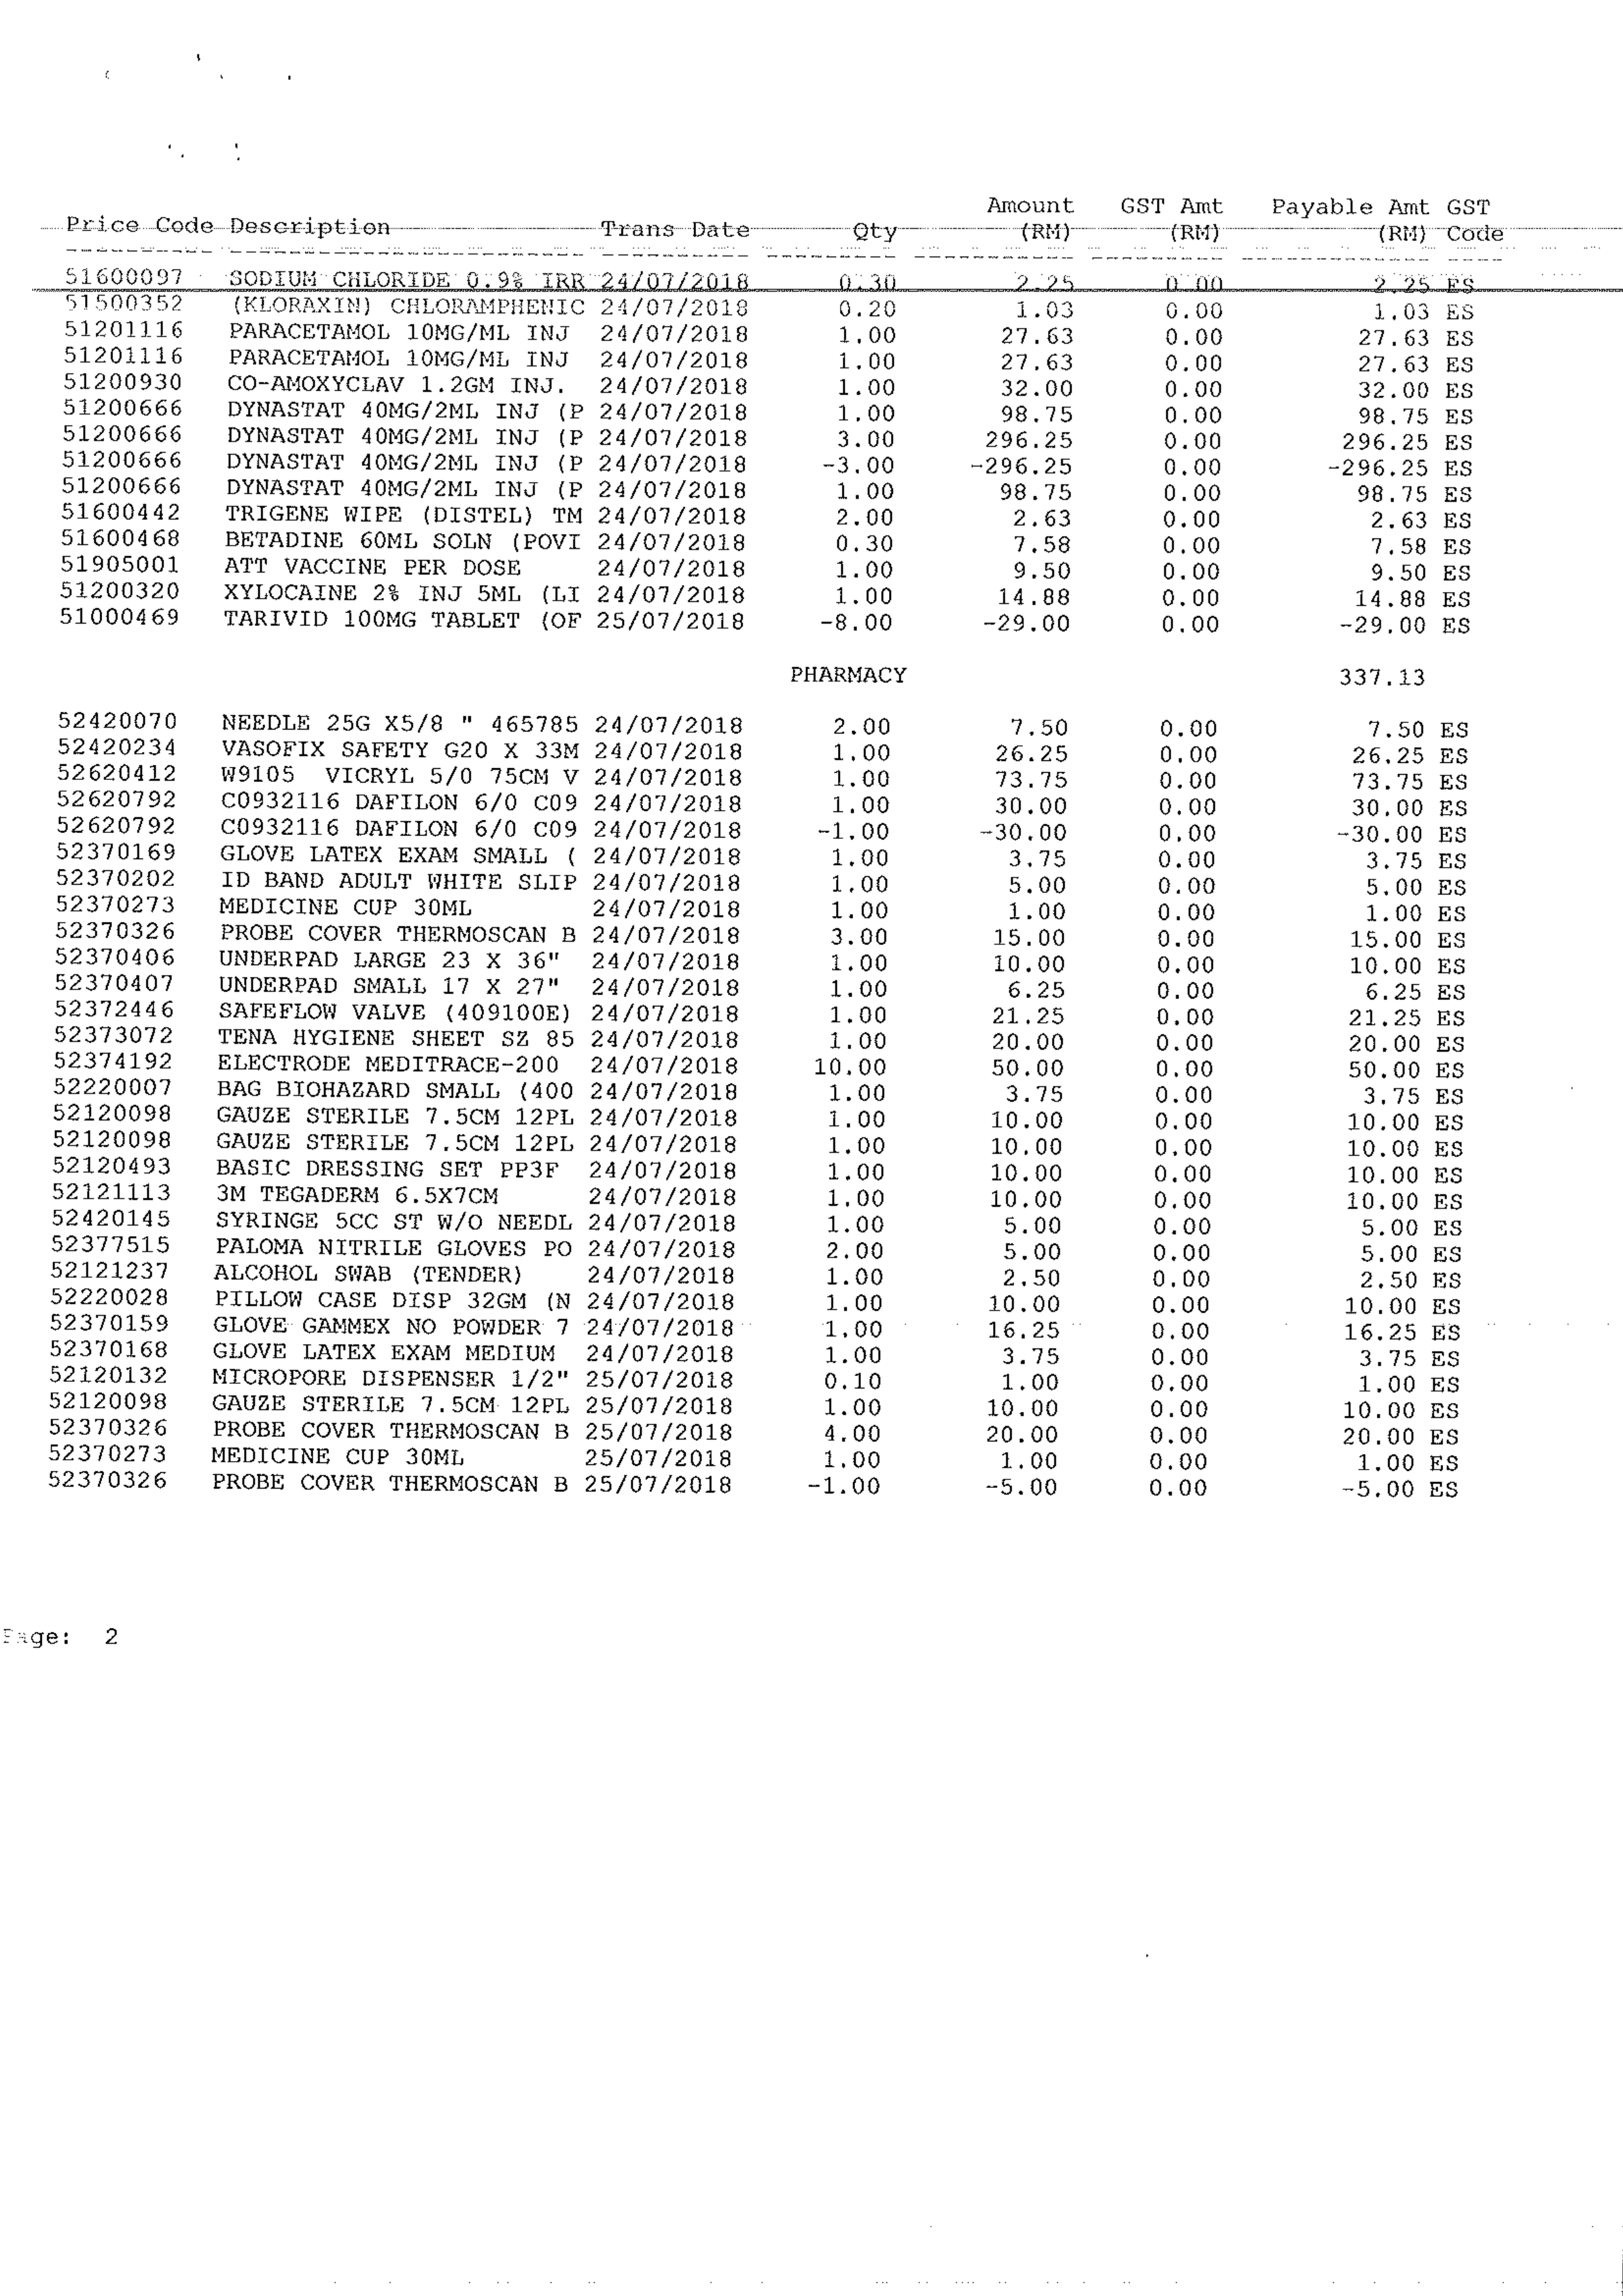 Amount GST Amt Payable Amt GST
Price Code Description Trans Date Qty (RM) (RM) (RM) Code
51600097 SODIUM CHLORIDE 0.9% IRR 24/07/2018 0.30 2.25 0.00 2.25 ES
51500352 (KLORAXIN) CHLORAMPHENIC 24/07/2018 0.20 1.03 0.00 1.03 ES
51201116 PARACETAMOL 10MG/ML INJ 24/07/2018 1.00 27.63 0.00 27.63 ES
51201116 PARACETAMOL 10MG/ML INJ 24/07/2018 1.00 27.63 0.00 27.63 ES
51200930 CO-AMOXYCLAV 1.2GM INJ. 24/07/2018 1.00 32.00 0.00 32.00 ES
51200666 DYNASTAT 40MG/2ML INJ (P 24/07/2018 1.00 98.75 0.00 98.75 ES
51200666 DYNASTAT 40MG/2ML INJ (P 24/07/2018 3.00 296.25 0.00 296.25 ES
51200666 DYNASTAT 40MG/2ML INJ (P 24/07/2018 -3.00 -296.25 0.00 -296.25 ES
51200666 DYNASTAT 40MG/2ML INJ (P 24/07/2018 1.00 98.75 0.00 98.75 ES
51600442 TRIGENE WIPE (DISTEL) TM 24/07/2018 2.00 2.63 0.00 2.63 ES
51600468 BETADINE 60ML SOLN (POVI 24/07/2018 0.30 7.58 0.00 7.58 ES
51905001 ATT VACCINE PER DOSE 24/07/2018 1.00 9.50 0.00 9.50 ES
51200320 XYLOCAINE 2% INJ 5ML (LI 24/07/2018 1.00 14.88 0.00 14.88 ES
51000469 TARIVID 100MG TABLET (OF 25/07/2018 -8.00 -29.00 0.00 -29.00 ES
PHARMACY 337.13
52420070 NEEDLE 25G X5/8 " 465785 24/07/2018 2.00 7.50 0.00 7.50 ES
52420234 VASOFIX SAFETY G20 X 33M 24/07/2018 1.00 26.25 0.00 26.25 ES
52620412 W9105 VICRYL 5/0 75CM V 24/07/2018 1.00 73.75 0.00 73.75 ES
52620792 C0932116 DAFILON 6/0 C09 24/07/2018 1.00 30.00 0.00 30.00 ES
52620792 C0932116 DAFILON 6/0 C09 24/07/2018 -1.00 -30.00 0.00 -30.00 ES
52370169 GLOVE LATEX EXAM SMALL ( 24/07/2018 1.00 3.75 0.00 3.75 ES
52370202 ID BAND ADULT WHITE SLIP 24/07/2018 1.00 5.00 0.00 5.00 ES
52370273 MEDICINE CUP 30ML 24/07/2018 1.00 1.00 0.00 1.00 ES
52370326 PROBE COVER THERMOSCAN B 24/07/2018 3.00 15.00 0.00 15.00 ES
52370406 UNDERPAD LARGE 23 X 36" 24/07/2018 1.00 10.00 0.00 10.00 ES
52370407 UNDERPAD SMALL 17 X 27" 24/07/2018 1.00 6.25 0.00 6.25 ES
52372446 SAFEFLOW VALVE (409100E) 24/07/2018 1.00 21.25 0.00 21.25 ES
52373072 TENA HYGIENE SHEET SZ 85 24/07/2018 1.00 20.00 0.00 20.00 ES
52374192 ELECTRODE MEDITRACE-200 24/07/2018 10.00 50.00 0.00 50.00 ES
52220007 BAG BIOHAZARD SMALL (400 24/07/2018 1.00 3.75 0.00 3.75 ES
52120098 GAUZE STERILE 7.5CM 12PL 24/07/2018 1.00 10.00 0.00 10.00 ES
52120098 GAUZE STERILE 7.5CM 12PL 24/07/2018 1.00 10.00 0.00 10.00 ES
52120493 BASIC DRESSING SET PP3F 24/07/2018 1.00 10.00 0.00 10.00 ES
52121113 3M TEGADERM 6.5X7CM 24/07/2018 1.00 10.00 0.00 10.00 ES
52420145 SYRINGE 5CC ST W/O NEEDL 24/07/2018 1.00 5.00 0.00 5.00 ES
52377515 PALOMA NITRILE GLOVES PO 24/07/2018 2.00 5.00 0.00 5.00 ES
52121237 ALCOHOL SWAB (TENDER) 24/07/2018 1.00 2.50 0.00 2.50 ES
52220028 PILLOW CASE DISP 32GM (N 24/07/2018 1.00 10.00 0.00 10.00 ES
52370159 GLOVE GAMMEX NO POWDER 7 24/07/2018 1.00 16.25 0.00 16.25 ES
52370168 GLOVE LATEX EXAM MEDIUM 24/07/2018 1.00 3.75 0.00 3.75 ES
52120132 MICROPORE DISPENSER 1/2" 25/07/2018 0.10 1.00 0.00 1.00 ES
52120098 GAUZE STERILE 7.5CM 12PL 25/07/2018 1.00 10.00 0.00 10.00 ES
52370326 PROBE COVER THERMOSCAN B 25/07/2018 4.00 20.00 0.00 20.00 ES
52370273 MEDICINE CUP 30ML 25/07/2018 1.00 1.00 0.00 1.00 ES
52370326 PROBE COVER THERMOSCAN B 25/07/2018 -1.00 -5.00 0.00 -5.00 ES
Page: 2